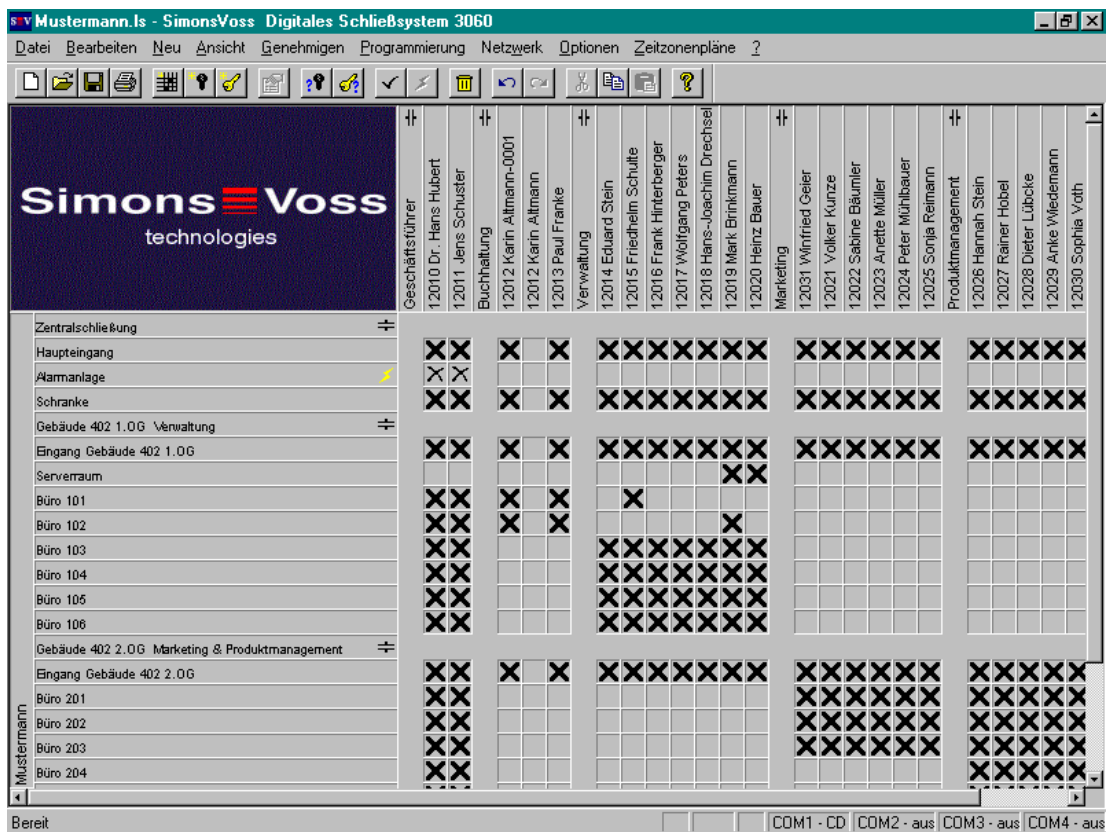 Mustermann.ls - SimonsVoss Digitales Schließsystem 3060
Datei Bearbeiten Neu Ansicht Genehmigen Programmierung Netzwerk Optionen Zeitzonenpläne ?
Simons Voss
technologies
Geschäftsführer
12010 Dr. Hans Hubert
12011 Jens Schuster
Buchhaltung
12012 Karin Altmann-0001
12012 Karin Altmann
12013 Paul Franke
Verwaltung
12014 Eduard Stein
12015 Friedhelm Schulte
12016 Frank Hinterberger
12017 Wolfgang Peters
12018 Hans-Joachim Drechsel
12019 Mark Brinkmann
12020 Heinz Bauer
Marketing
12031 Winfried Geier
12021 Volker Kunze
12022 Sabine Bäumler
12023 Anette Müller
12024 Peter Mühlbauer
12025 Sonja Reimann
Produktmanagement
12026 Hannah Stein
12027 Rainer Hobel
12028 Dieter Lübcke
12029 Anke Wiedemann
12030 Sophia Voth
Mustermann
Zentralschließung
Haupteingang
Alarmanlage
Schranke
Gebäude 402 1.OG Verwaltung
Eingang Gebäude 402 1.OG
Serverraum
Büro 101
Büro 102
Büro 103
Büro 104
Büro 105
Büro 106
Gebäude 402 2.OG Marketing & Produktmanagement
Eingang Gebäude 402 2.OG
Büro 201
Büro 202
Büro 203
Büro 204
Bereit COM1 - CD COM2 - aus COM3 - aus COM4 - aus